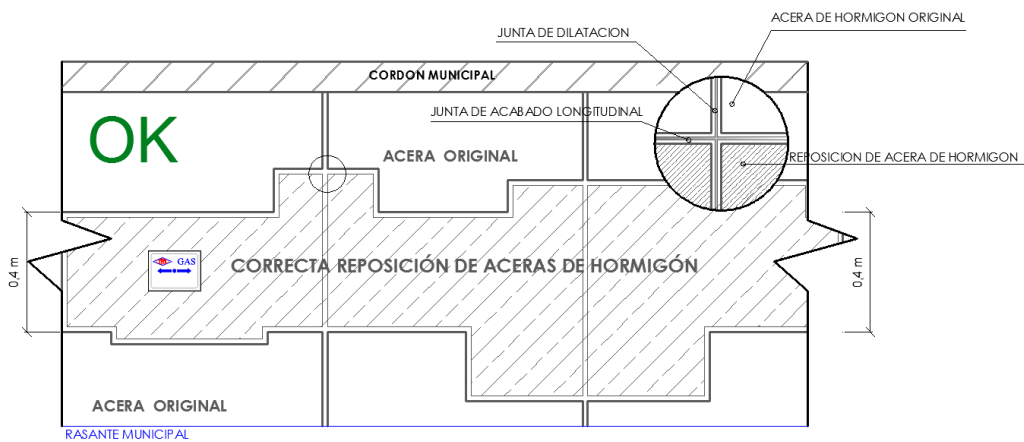 ACERA DE HORMIGON ORIGINAL
JUNTA DE DILATACION
CORDON MUNICIPAL
JUNTA DE ACABADO LONGITUDINAL
OK
ACERA ORIGINAL
REPOSICION DE ACERA DE HORMIGON
GAS
CORRECTA REPOSICIÓN DE ACERAS DE HORMIGÓN
0,4 m
0,4 m
ACERA ORIGINAL
RASANTE MUNICIPAL